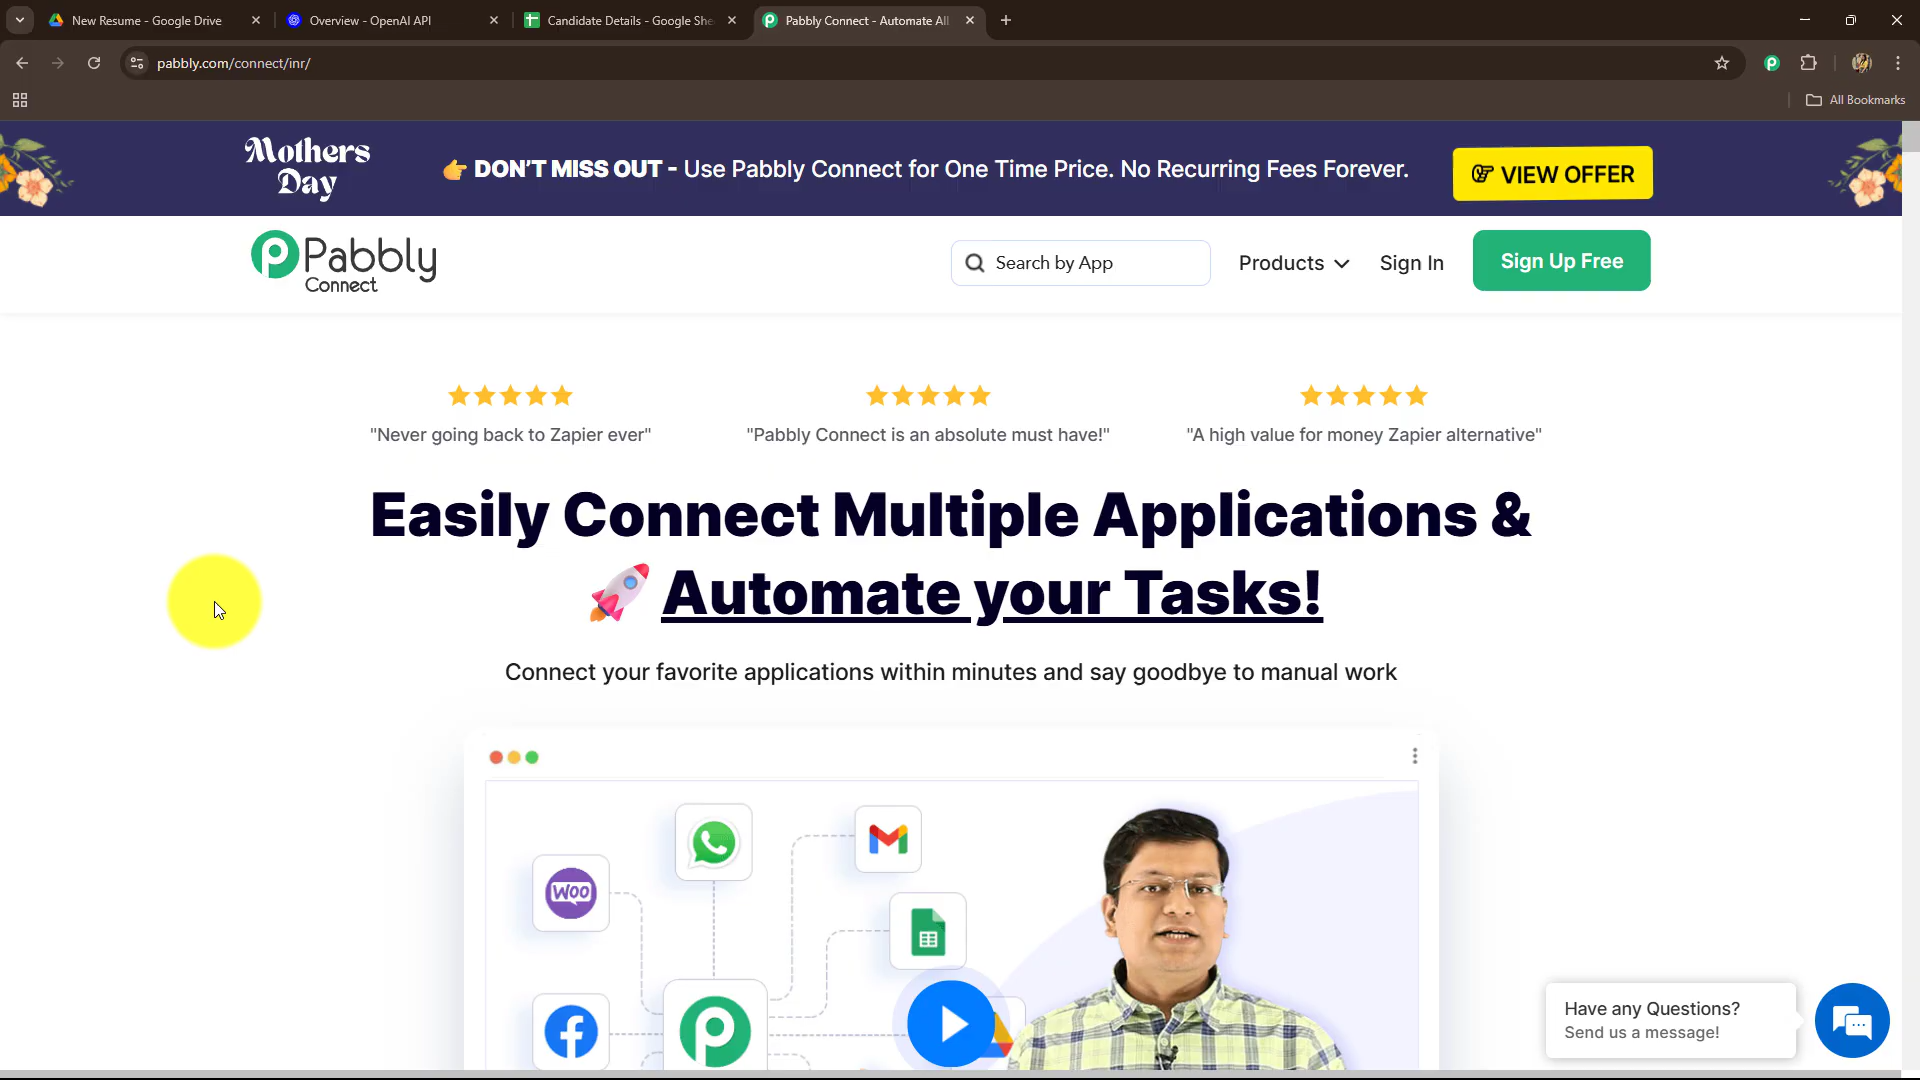 New Resume - Google Drive
Overview - OpenAI API
Candidate Details - Google She
Pabbly Connect - Automate All
pabbly.com/connect/inr/
All Bookmarks
Mothers
Day
👉 DON'T MISS OUT - Use Pabbly Connect for One Time Price. No Recurring Fees Forever.
VIEW OFFER
Pabbly
Connect
Search by App
Products
Sign In
Sign Up Free
"Never going back to Zapier ever"
"Pabbly Connect is an absolute must have!"
"A high value for money Zapier alternative"
Easily Connect Multiple Applications &
🚀 Automate your Tasks!
Connect your favorite applications within minutes and say goodbye to manual work
WOO
Have any Questions?
Send us a message!